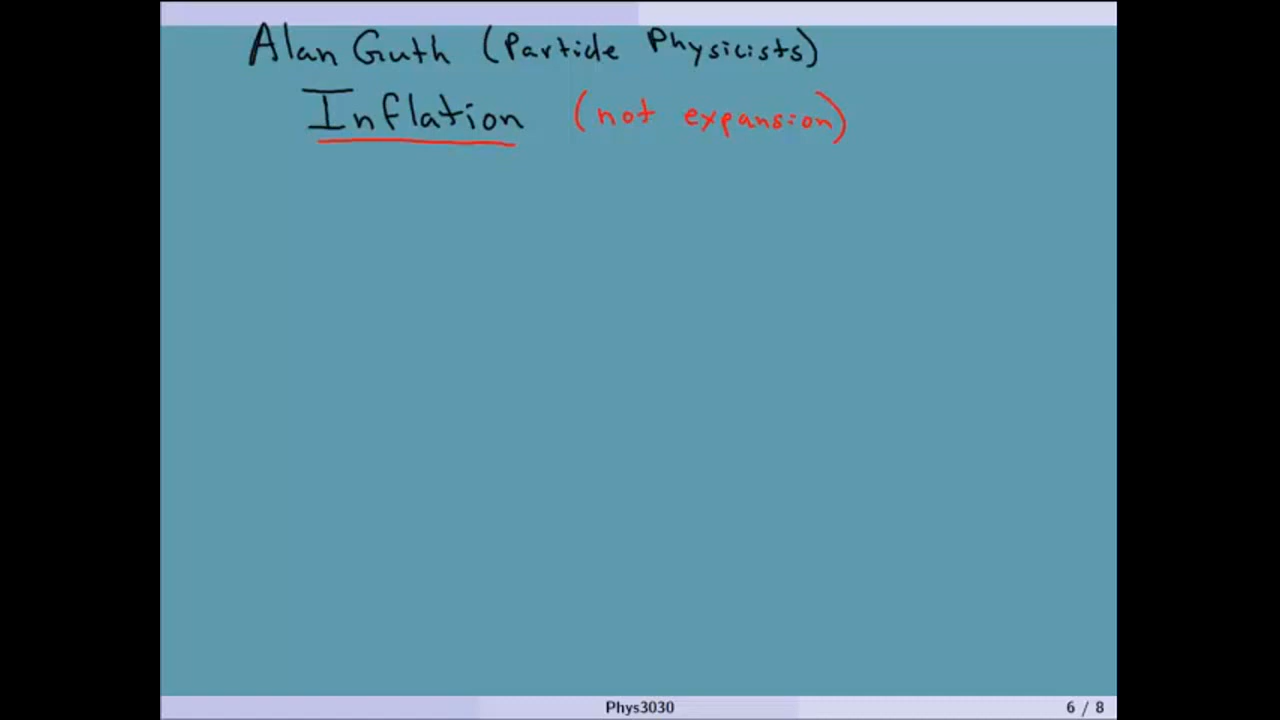 Alan Guth (Particle Physicists)
Inflation (not expansion)
Phys3030 6 / 8